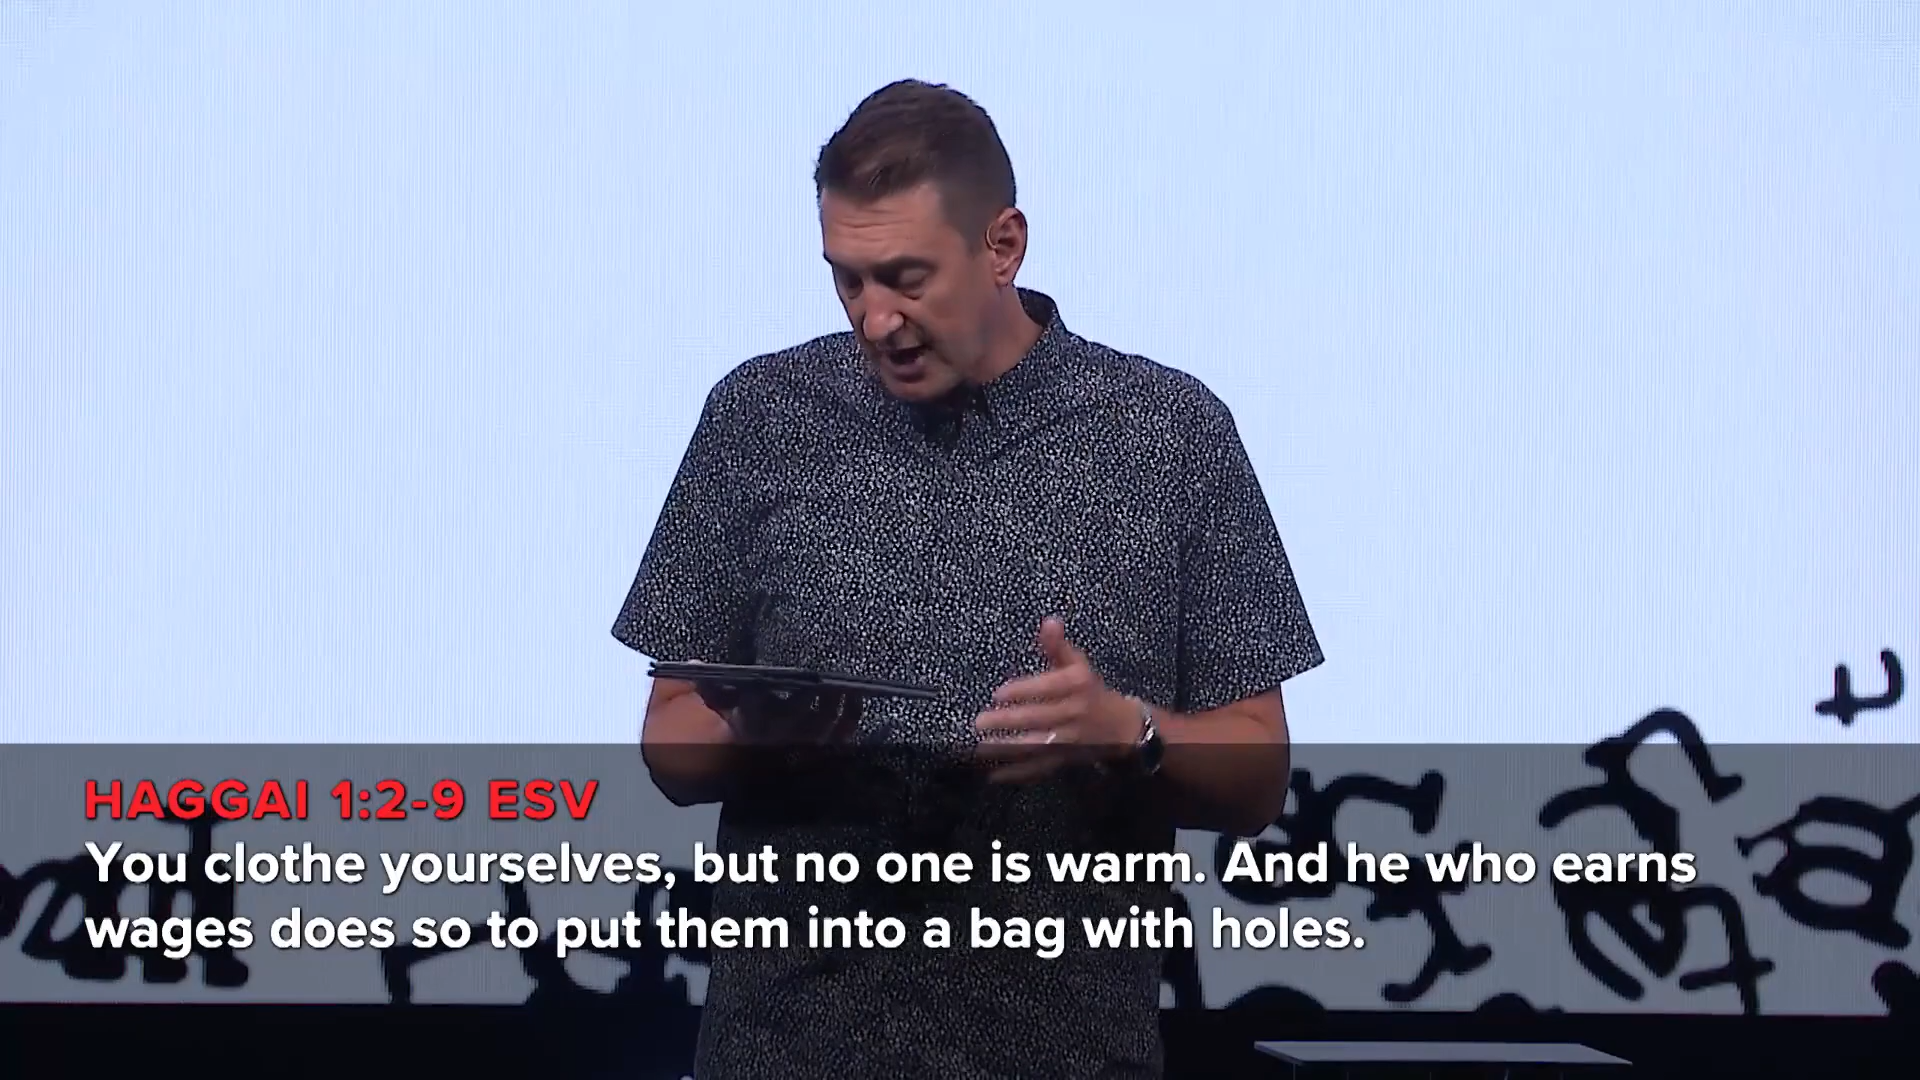 HAGGAI 1:2-9 ESV
You clothe yourselves, but no one is warm. And he who earns
wages does so to put them into a bag with holes.